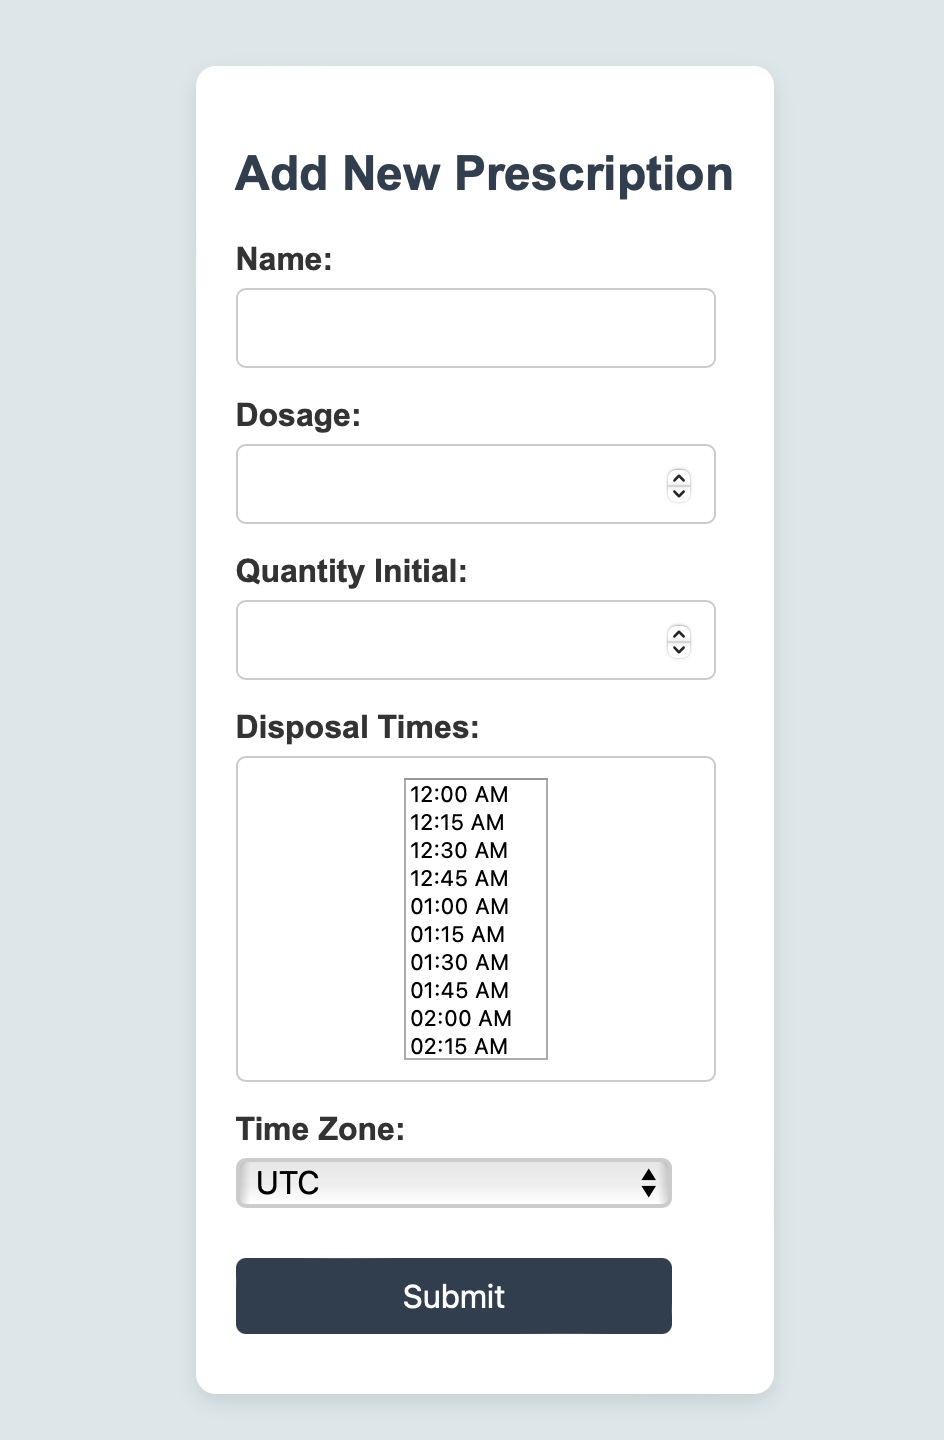 Add New Prescription
Name:
Dosage:
Quantity Initial:
Disposal Times:
12:00 AM
12:15 AM
12:30 AM
12:45 AM
01:00 AM
01:15 AM
01:30 AM
01:45 AM
02:00 AM
02:15 AM
Time Zone:
UTC
Submit